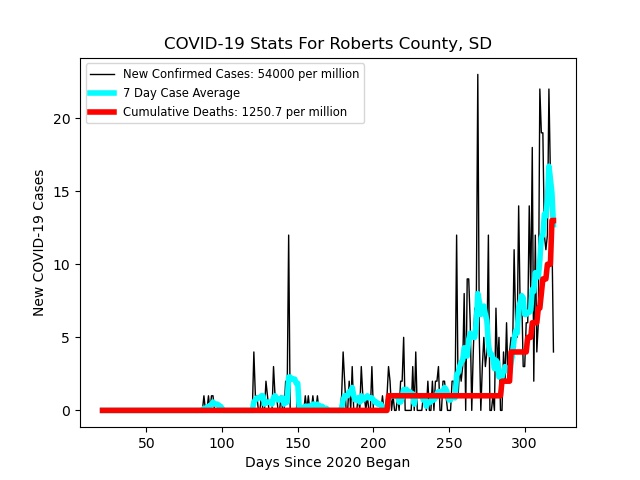 COVID-19 Stats For Roberts County, SD
New Confirmed Cases: 54000 per million
7 Day Case Average
Cumulative Deaths: 1250.7 per million
New COVID-19 Cases
20
15
10
5
0
50 100 150 200 250 300
Days Since 2020 Began